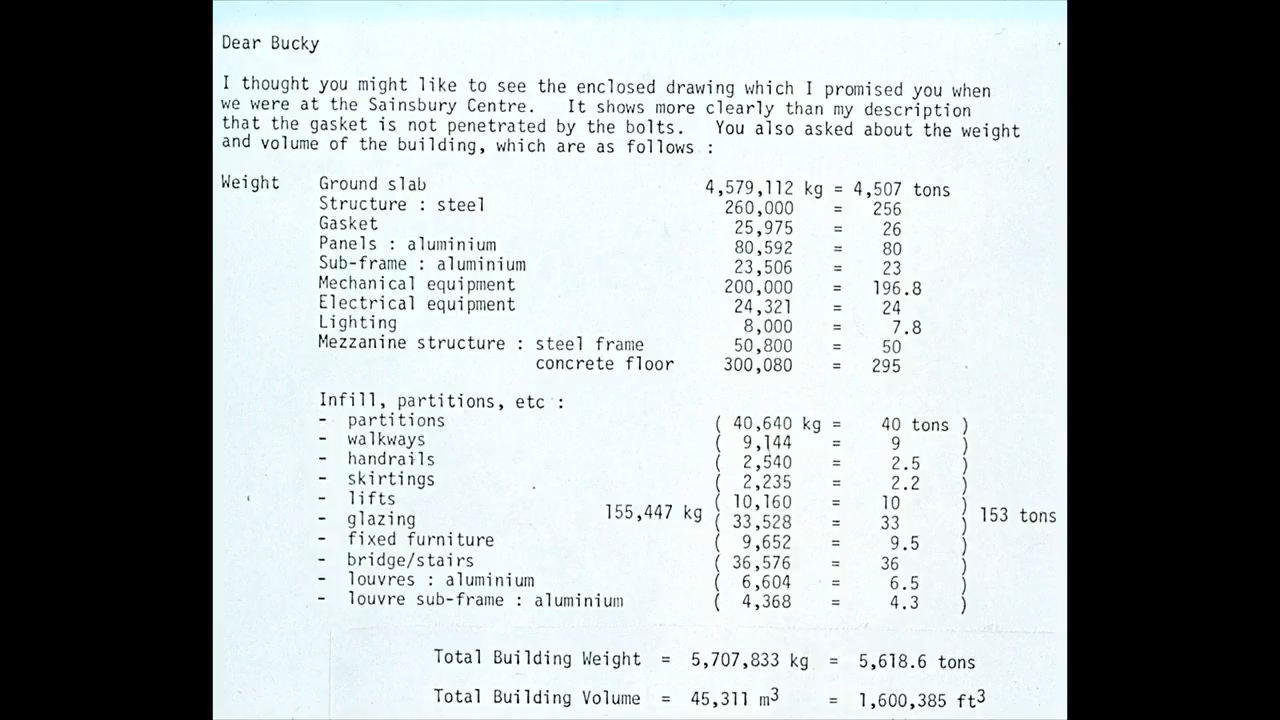 Dear Bucky
I thought you might like to see the enclosed drawing which I promised you when
we were at the Sainsbury Centre. It shows more clearly than my description
that the gasket is not penetrated by the bolts. You also asked about the weight
and volume of the building, which are as follows :
Weight Ground slab 4,579,112 kg = 4,507 tons
Structure : steel 260,000 = 256
Gasket 25,975 = 26
Panels : aluminium 80,592 = 80
Sub-frame : aluminium 23,506 = 23
Mechanical equipment 200,000 = 196.8
Electrical equipment 24,321 = 24
Lighting 8,000 = 7.8
Mezzanine structure : steel frame 50,800 = 50
concrete floor 300,080 = 295
Infill, partitions, etc :
- partitions ( 40,640 kg = 40 tons )
- walkways ( 9,144 = 9 )
- handrails ( 2,540 = 2.5 )
- skirtings ( 2,235 = 2.2 )
- lifts ( 10,160 = 10 )
- glazing 155,447 kg ( 33,528 = 33 ) 153 tons
- fixed furniture ( 9,652 = 9.5 )
- bridge/stairs ( 36,576 = 36 )
- louvres : aluminium ( 6,604 = 6.5 )
- louvre sub-frame : aluminium ( 4,368 = 4.3 )
Total Building Weight = 5,707,833 kg = 5,618.6 tons
Total Building Volume = 45,311 m3 = 1,600,385 ft3